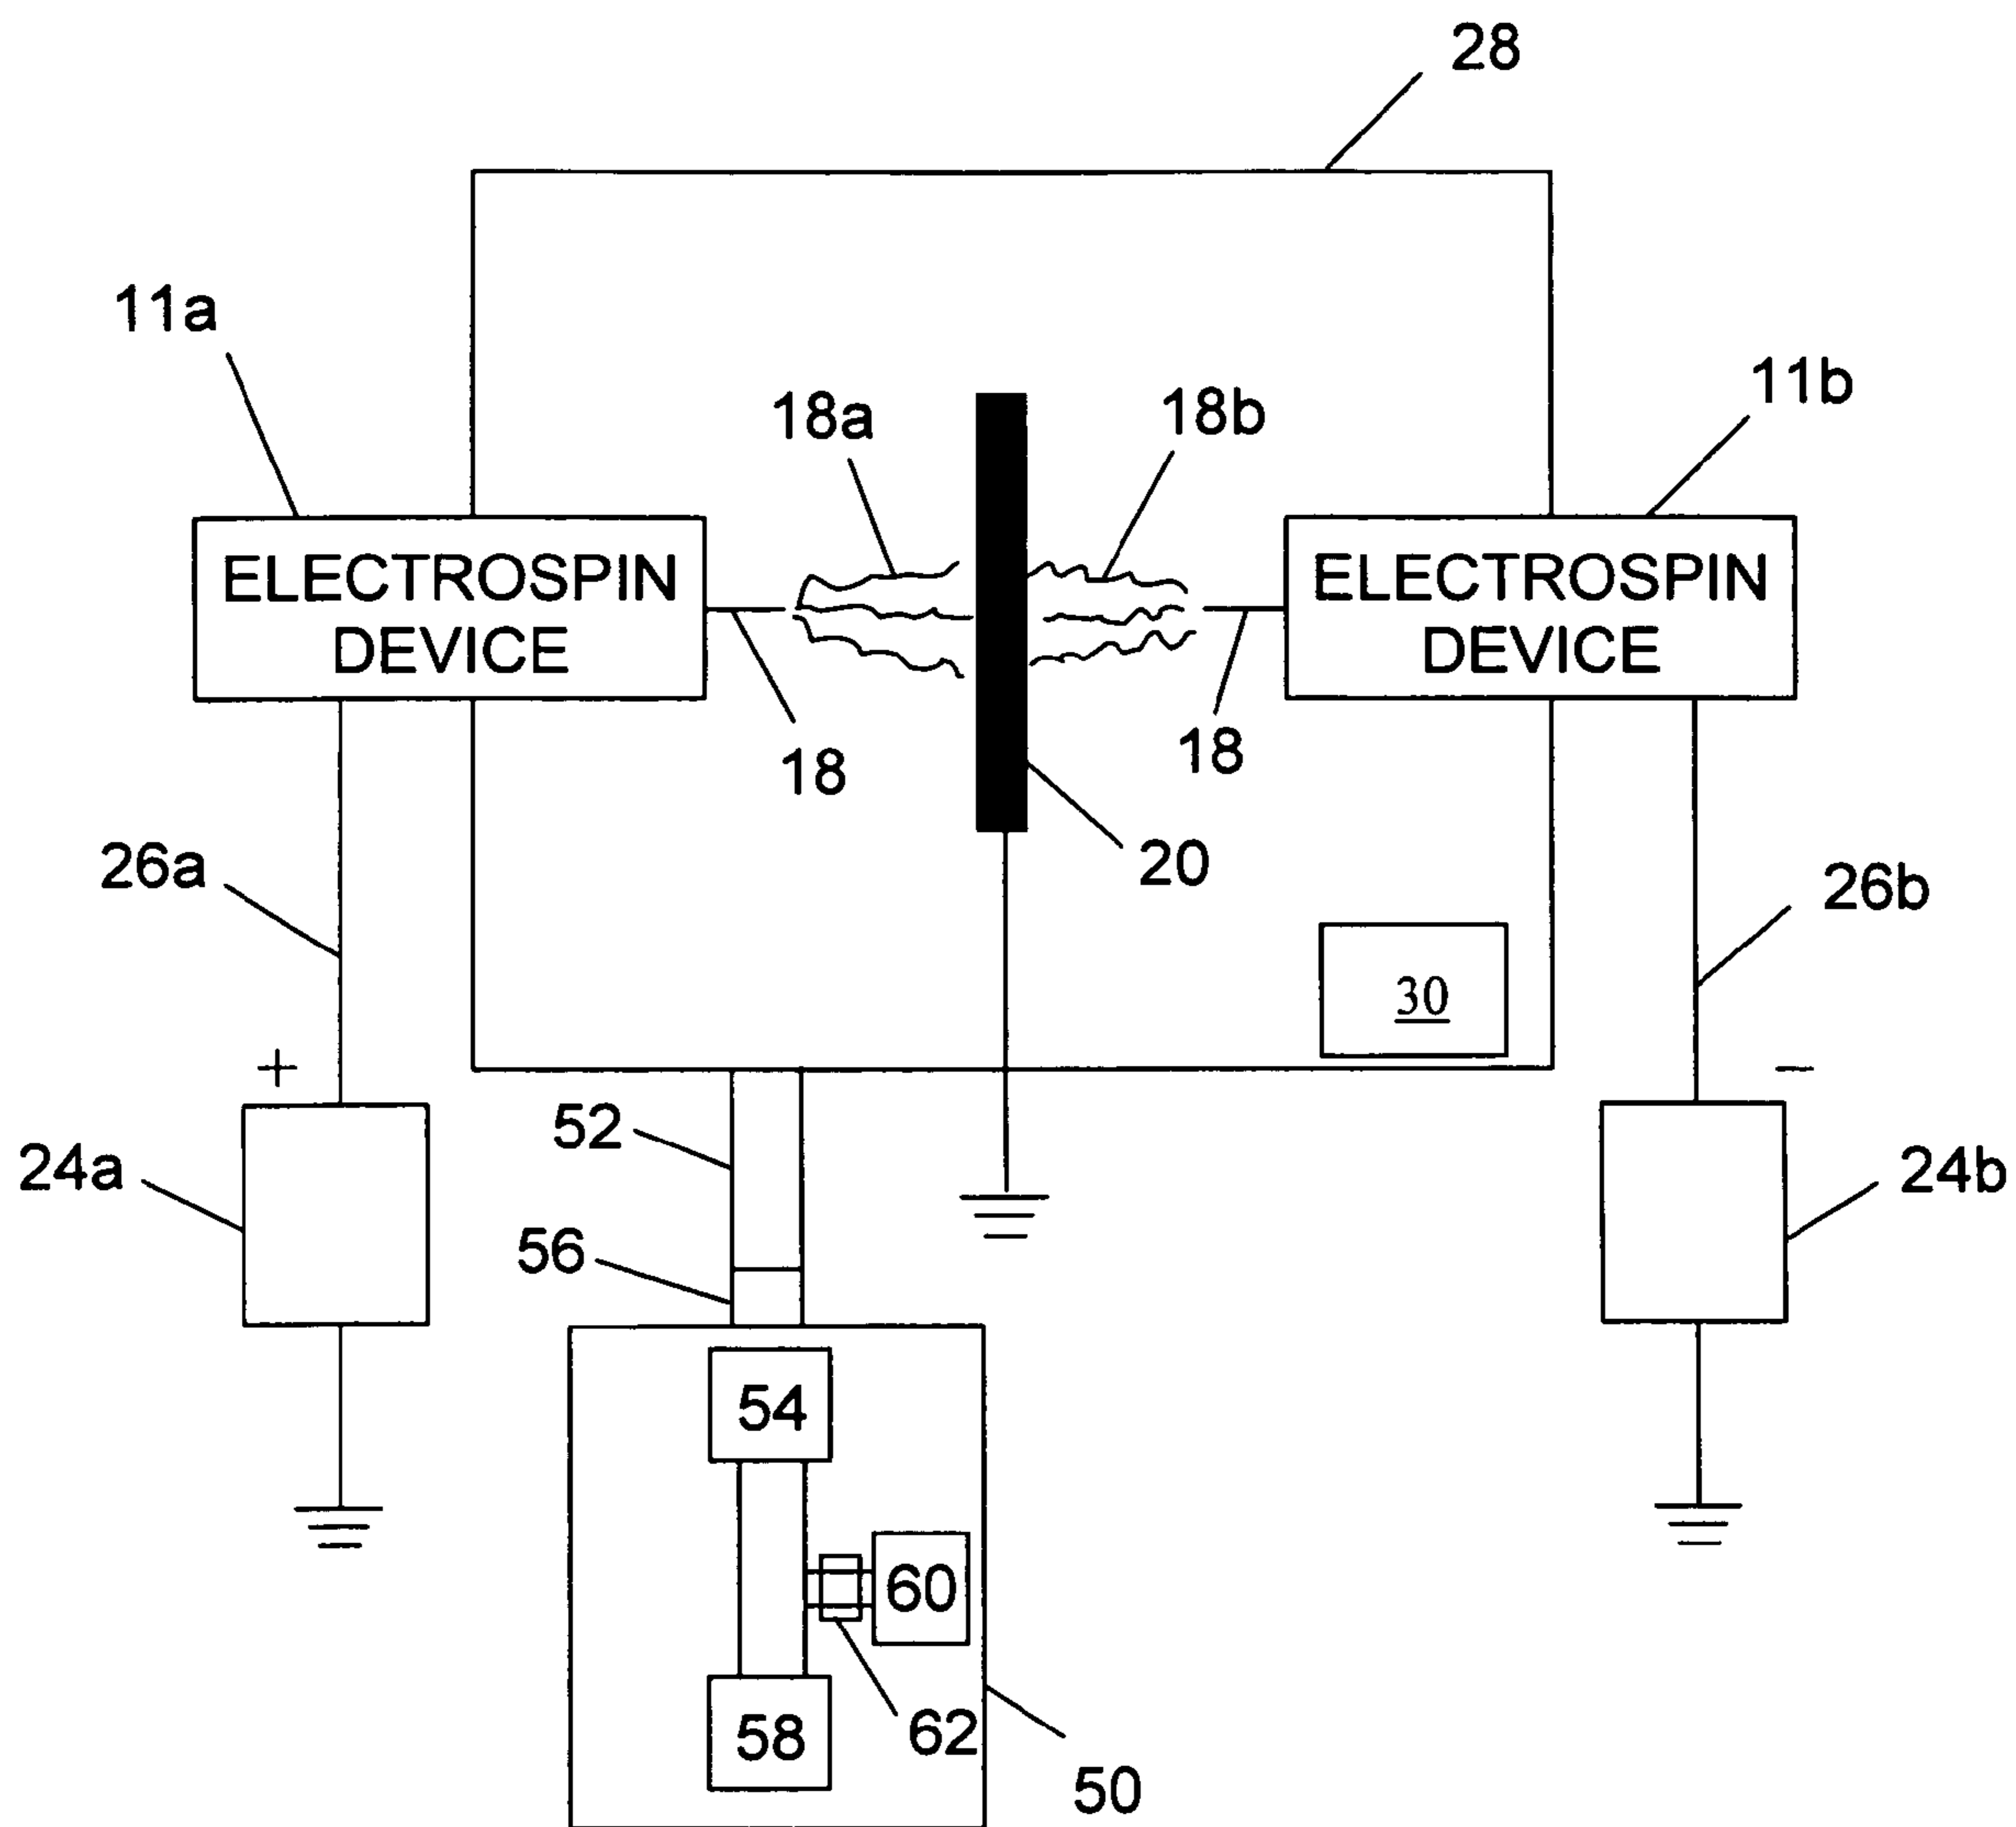 28
11a
11b
18a
18b
ELECTROSPIN
DEVICE
ELECTROSPIN
DEVICE
18
18
20
26a
26b
30
+
-
52
24a
24b
56
54
60
58
62
50